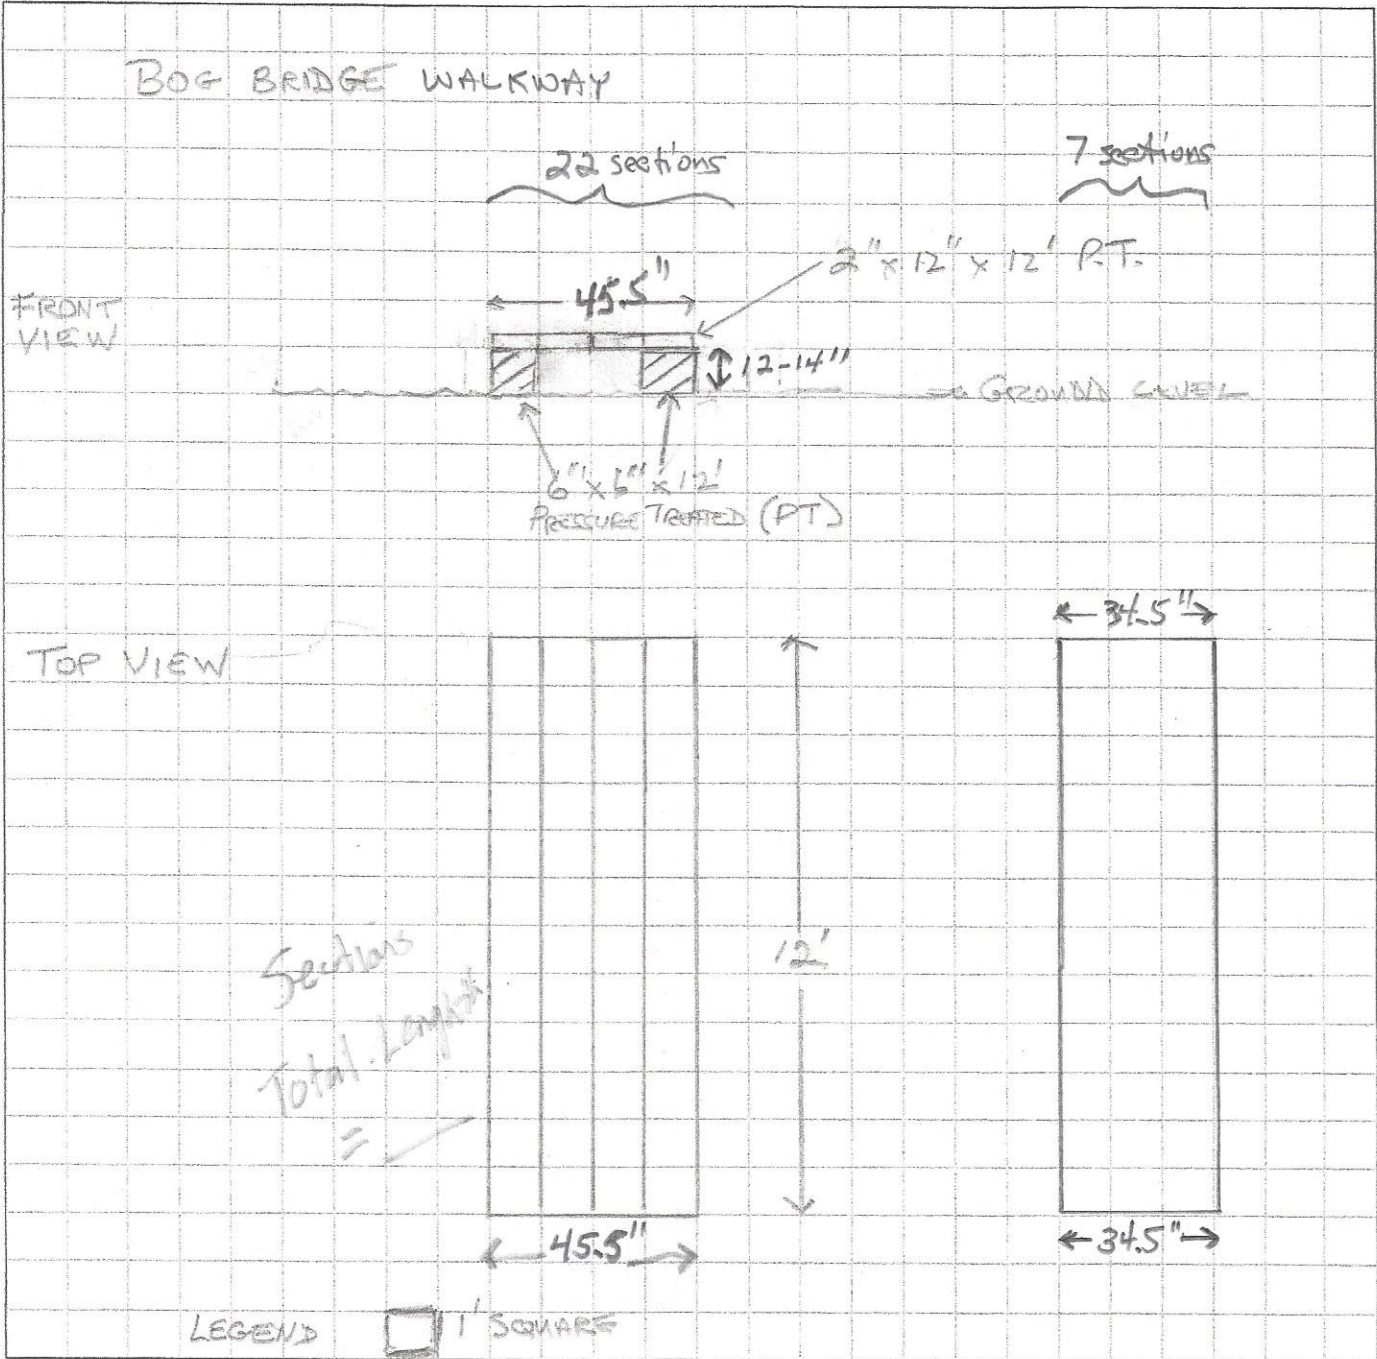 BOG BRIDGE WALKWAY
22 sections
7 sections
2" x 12" x 12' P.T.
45.5"
FRONT
VIEW
12-14"
GROUND LEVEL
6" x 6" x 12'
PRESSURE TREATED (PT)
34.5"
TOP VIEW
12'
Sections
Total Length
=
45.5"
34.5"
LEGEND 1' SQUARE